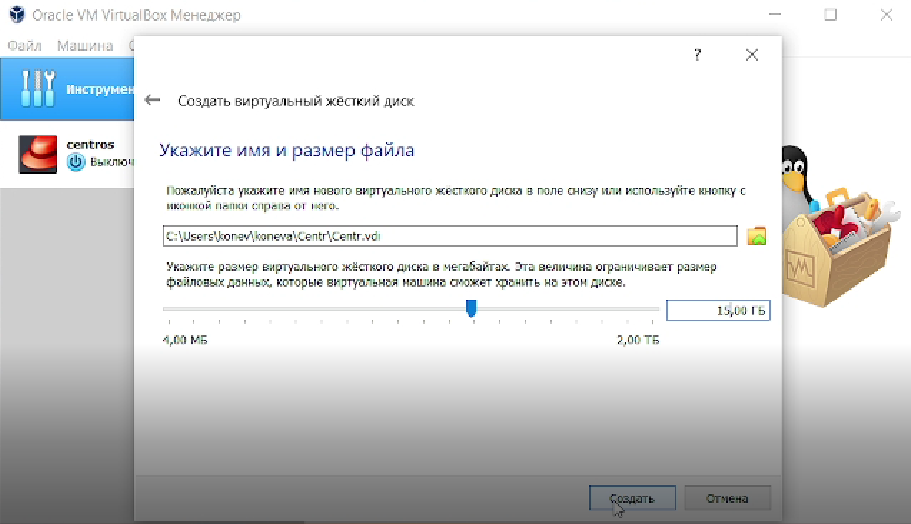 Oracle VM VirtualBox Менеджер
Файл Машина
?
Инструмен
centros
Выключ
Создать виртуальный жёсткий диск
Укажите имя и размер файла
Пожалуйста укажите имя нового виртуального жесткого диска в поле снизу или используйте кнопку с
иконкой папки справа от него.
C:\Users\konev\koneva\Centr\Centr.vdi
Укажите размер виртуального жёсткого диска в мегабайтах. Эта величина ограничивает размер
файловых данных, которые виртуальная машина сможет хранить на этом диске.
15,00 ГБ
4,00 МБ 2,00 ТБ
Создать Отмена